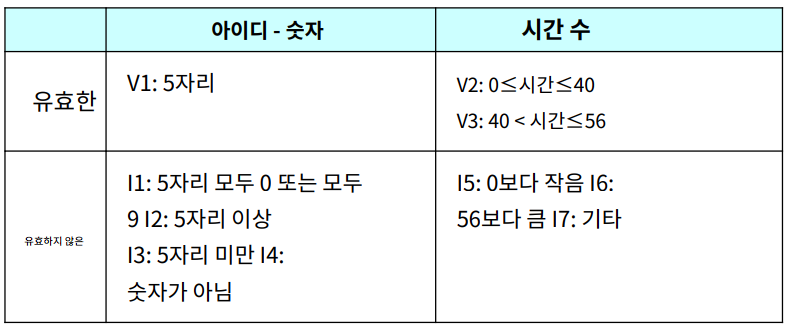 아이디 - 숫자
시간 수
유효한
V1: 5자리
V2: 0≤시간≤40
V3: 40 < 시간≤56
유효하지 않은
I1: 5자리 모두 0 또는 모두
9 I2: 5자리 이상
I3: 5자리 미만 I4:
숫자가 아님
I5: 0보다 작음 I6:
56보다 큼 I7: 기타